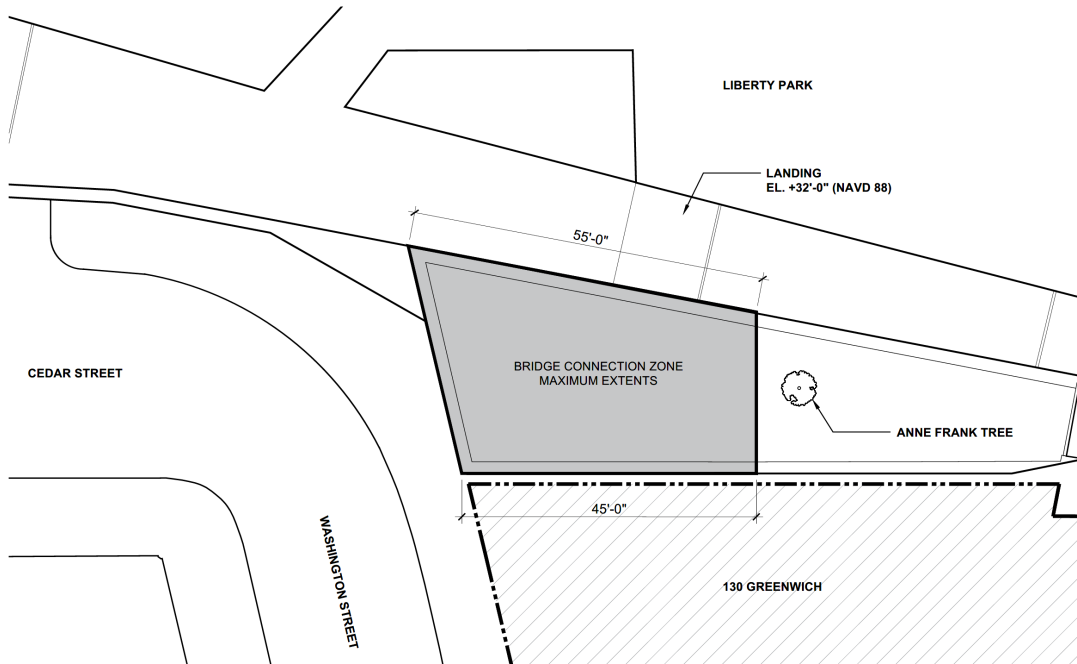 LIBERTY PARK
LANDING
EL. +32'-0" (NAVD 88)
55'-0"
BRIDGE CONNECTION ZONE
MAXIMUM EXTENTS
CEDAR STREET
ANNE FRANK TREE
45'-0"
WASHINGTON STREET
130 GREENWICH